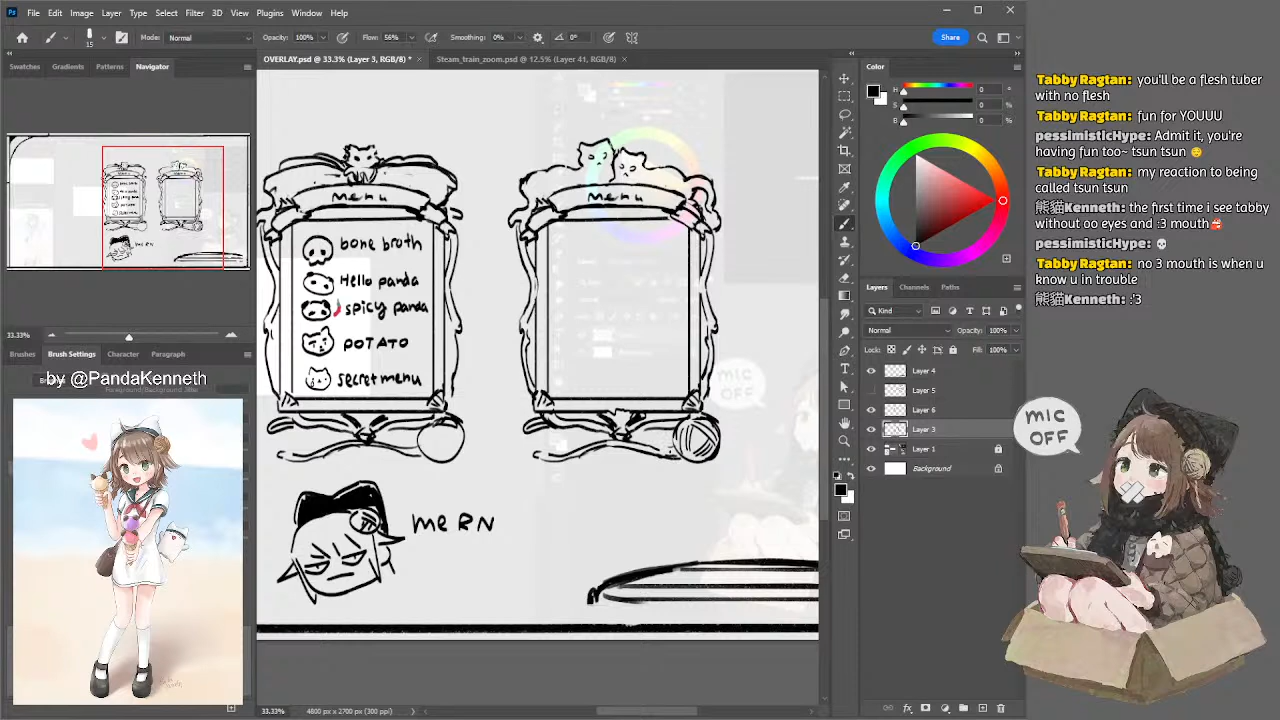 File Edit Image Layer Type Select Filter 3D View Plugins Window Help
15 Mode: Normal Opacity: 100% Flow: 56% Smoothing: 0% 0° Share
Swatches Gradients Patterns Navigator
OVERLAY.psd @ 33.3% (Layer 3, RGB/8) * × Steam_train_zoom.psd @ 12.5% (Layer 41, RGB/8) ×
33.33%
Brushes Brush Settings Character Paragraph
by @PandaKenneth
menu
bone broth
Hello panda
spicy panda
POTATO
secret menu
menu
MERN
MIC OFF
33.33% 4800 px x 2700 px (300 ppi)
Color
H 0 °
S 0 %
B 0 %
Layers Channels Paths
Kind
Normal Opacity: 100%
Lock: Fill: 100%
Layer 4
Layer 5
Layer 6
Layer 3
Layer 1
Background
Tabby Ragtan: you'll be a flesh tuber
with no flesh
Tabby Ragtan: fun for YOUUU
pessimisticHype: Admit it, you're
having fun too~ tsun tsun 😌
Tabby Ragtan: my reaction to being
called tsun tsun
熊貓Kenneth: the first time i see tabby
without oo eyes and :3 mouth
pessimisticHype: 💀
Tabby Ragtan: no 3 mouth is when u
know u in trouble
熊貓Kenneth: :'3
MIC
OFF